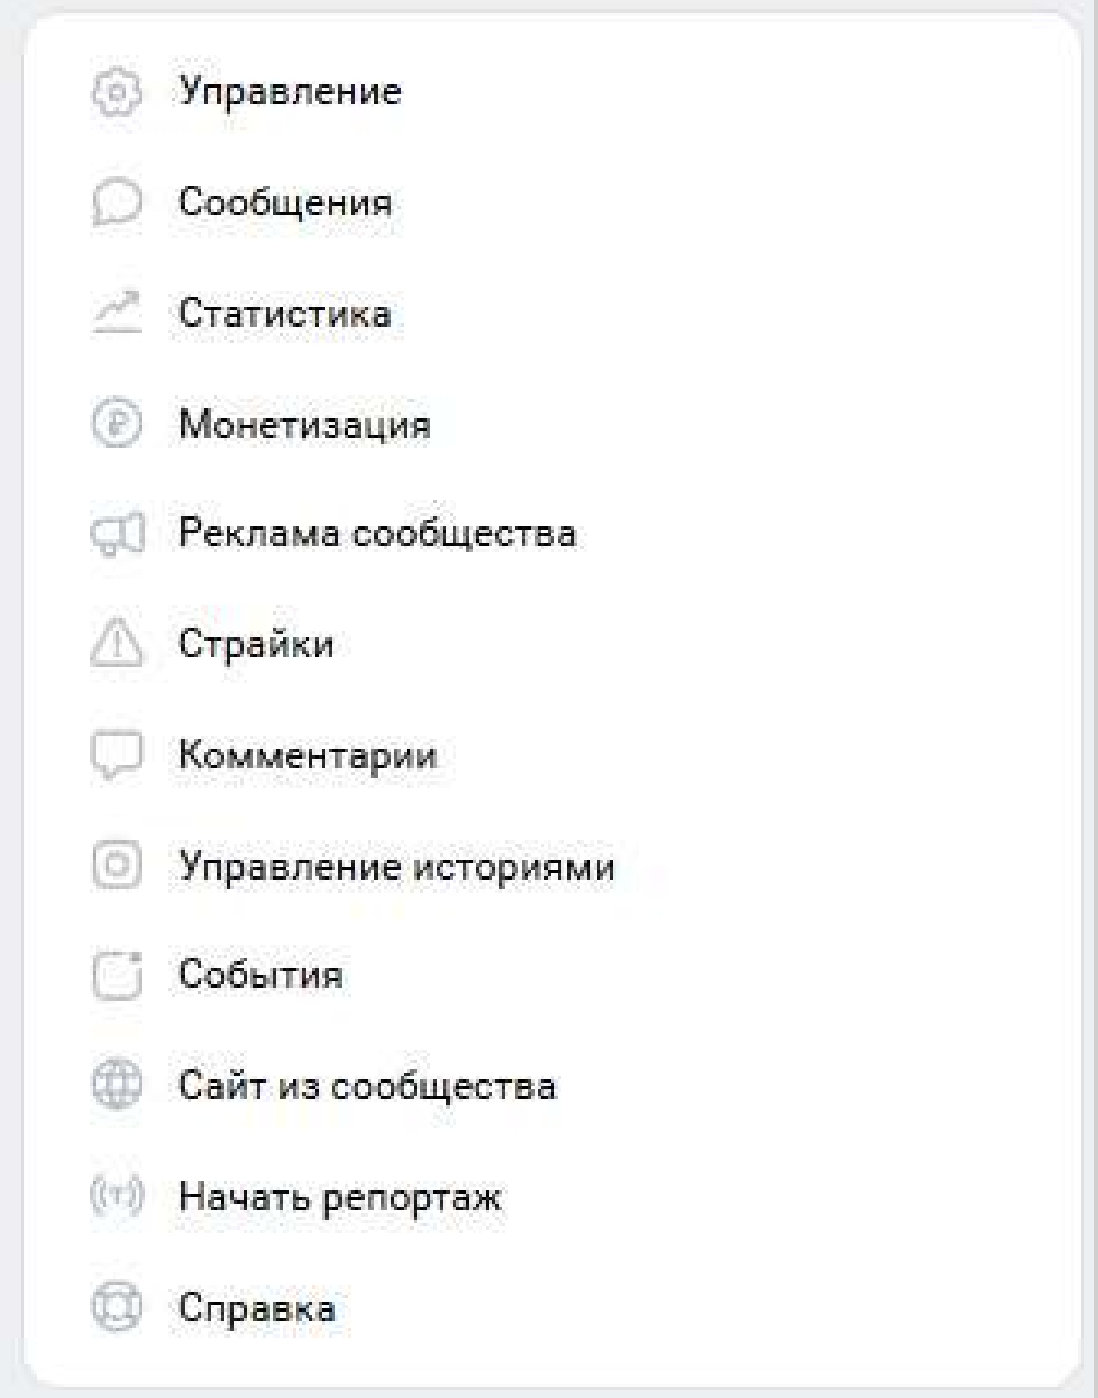 Управление
Сообщения
Статистика
Монетизация
Реклама сообщества
Страйки
Комментарии
Управление историями
События
Сайт из сообщества
Начать репортаж
Справка